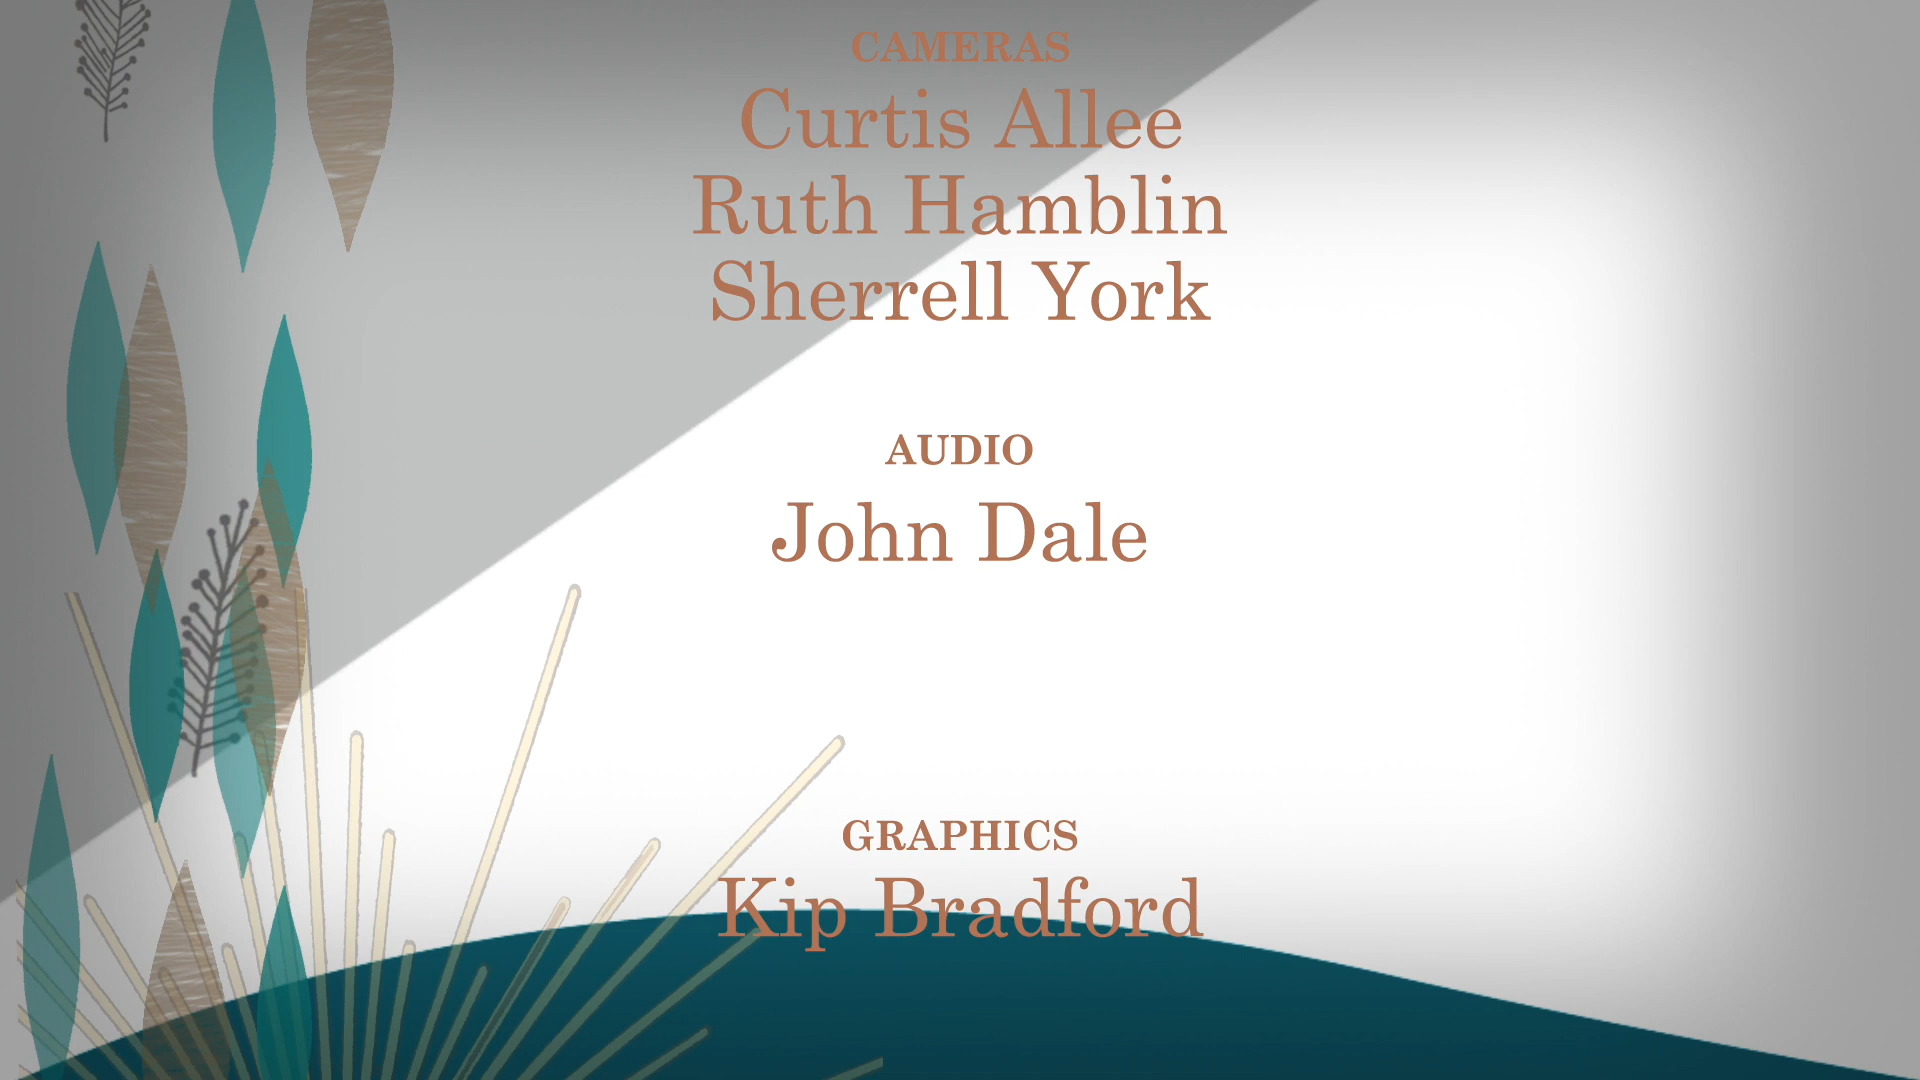 CAMERAS
Curtis Allee
Ruth Hamblin
Sherrell York
AUDIO
John Dale
GRAPHICS
Kip Bradford